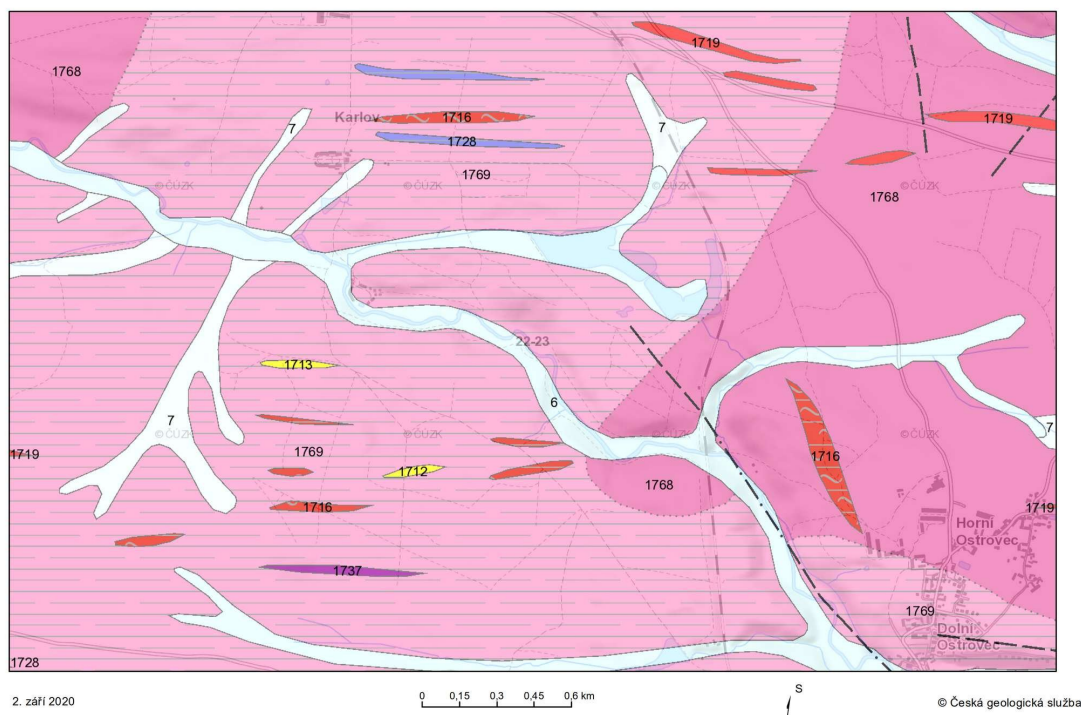 1719
1768
1716
Karlov
7
7
1719
1728
1769
© ČÚZK
© ČÚZK
© ČÚZK
© ČÚZK
1768
22-23
1713
6
7
7
© ČÚZK
© ČÚZK
© ČÚZK
1719
1769
1716
1712
1768
1716
1719
Horní
Ostrovec
1737
1769
Dolní
Ostrovec
1728
2. září 2020
0 0,15 0,3 0,45 0,6 km
S
© Česká geologická služba